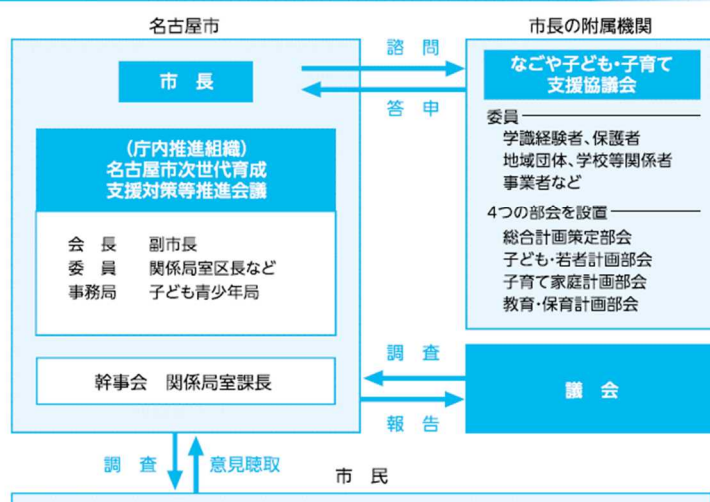 名古屋市
市 長
(庁内推進組織)
名古屋市次世代育成
支援対策等推進会議
会 長 副市長
委 員 関係局室区長など
事務局 子ども青少年局
幹事会 関係局室課長
諮 問
答 申
市長の附属機関
なごや子ども・子育て
支援協議会
委員
学識経験者、保護者
地域団体、学校等関係者
事業者など
4つの部会を設置
総合計画策定部会
子ども・若者計画部会
子育て家庭計画部会
教育・保育計画部会
調 査
報 告
議 会
調 査
意見聴取
市 民